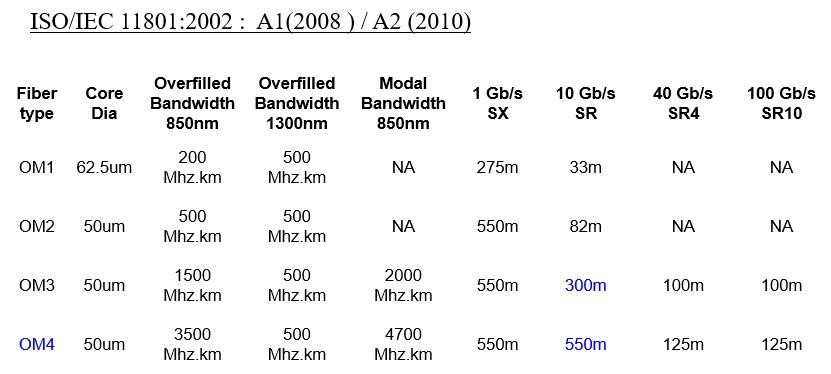 ISO/IEC 11801:2002 : A1(2008 ) / A2 (2010)
Fiber type Core Dia Overfilled Bandwidth 850nm Overfilled Bandwidth 1300nm Modal Bandwidth 850nm 1 Gb/s SX 10 Gb/s SR 40 Gb/s SR4 100 Gb/s SR10
OM1 62.5um 200 Mhz.km 500 Mhz.km NA 275m 33m NA NA
OM2 50um 500 Mhz.km 500 Mhz.km NA 550m 82m NA NA
OM3 50um 1500 Mhz.km 500 Mhz.km 2000 Mhz.km 550m 300m 100m 100m
OM4 50um 3500 Mhz.km 500 Mhz.km 4700 Mhz.km 550m 550m 125m 125m